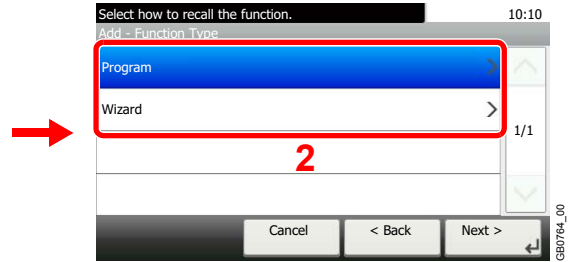 Select how to recall the function.
10:10
Add - Function Type
Program
Wizard
1/1
2
Cancel
< Back
Next >
GB0764_00